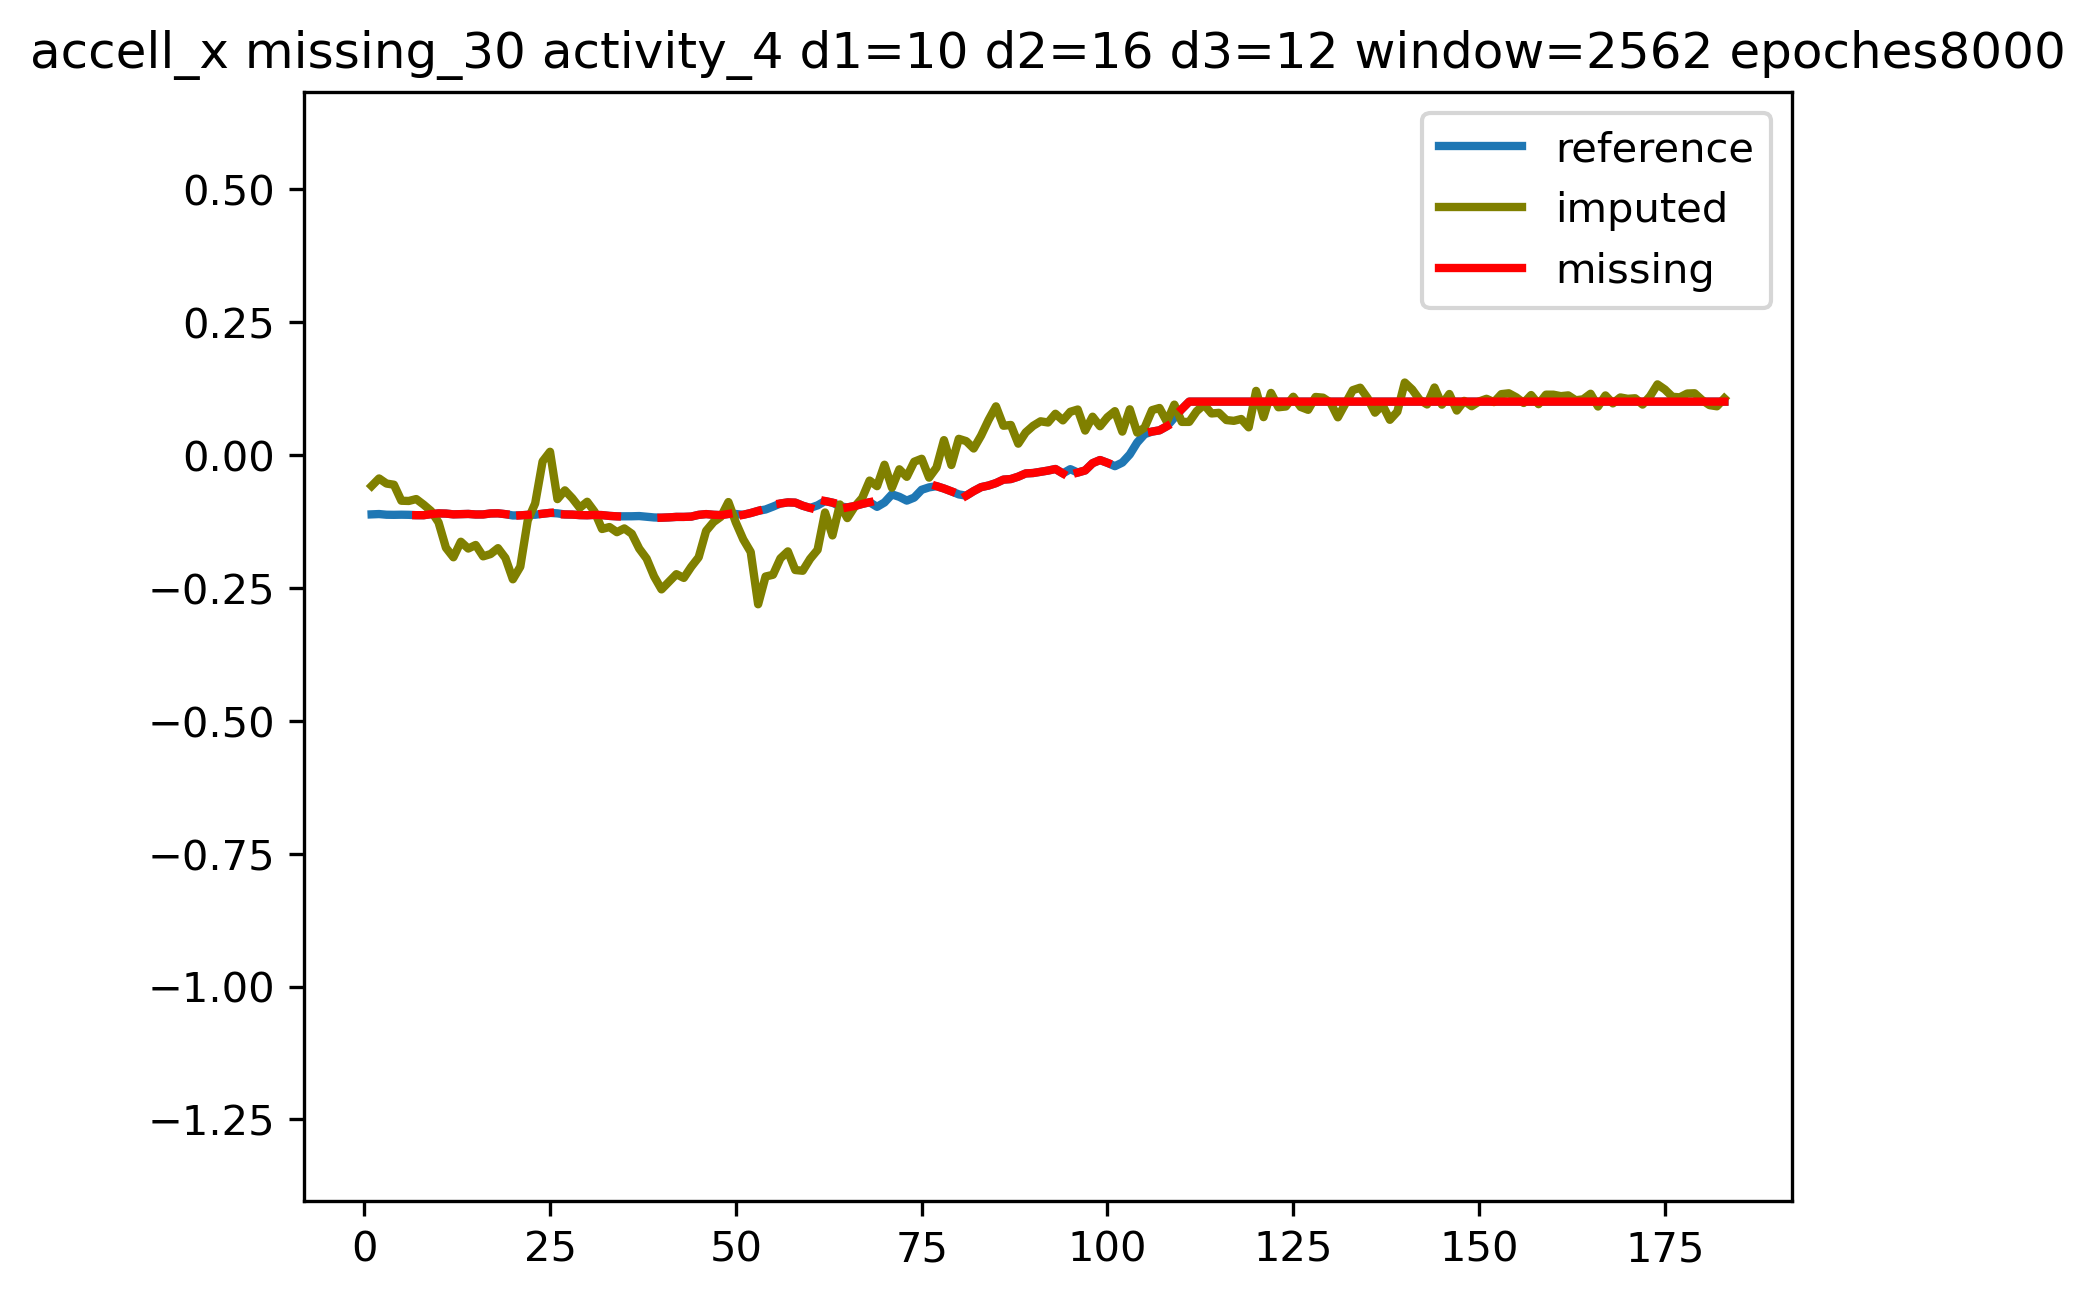 accell_x missing_30 activity_4 d1=10 d2=16 d3=12 window=2562 epoches8000
reference
imputed
missing
0.50
0.25
0.00
−0.25
−0.50
−0.75
−1.00
−1.25
0 25 50 75 100 125 150 175